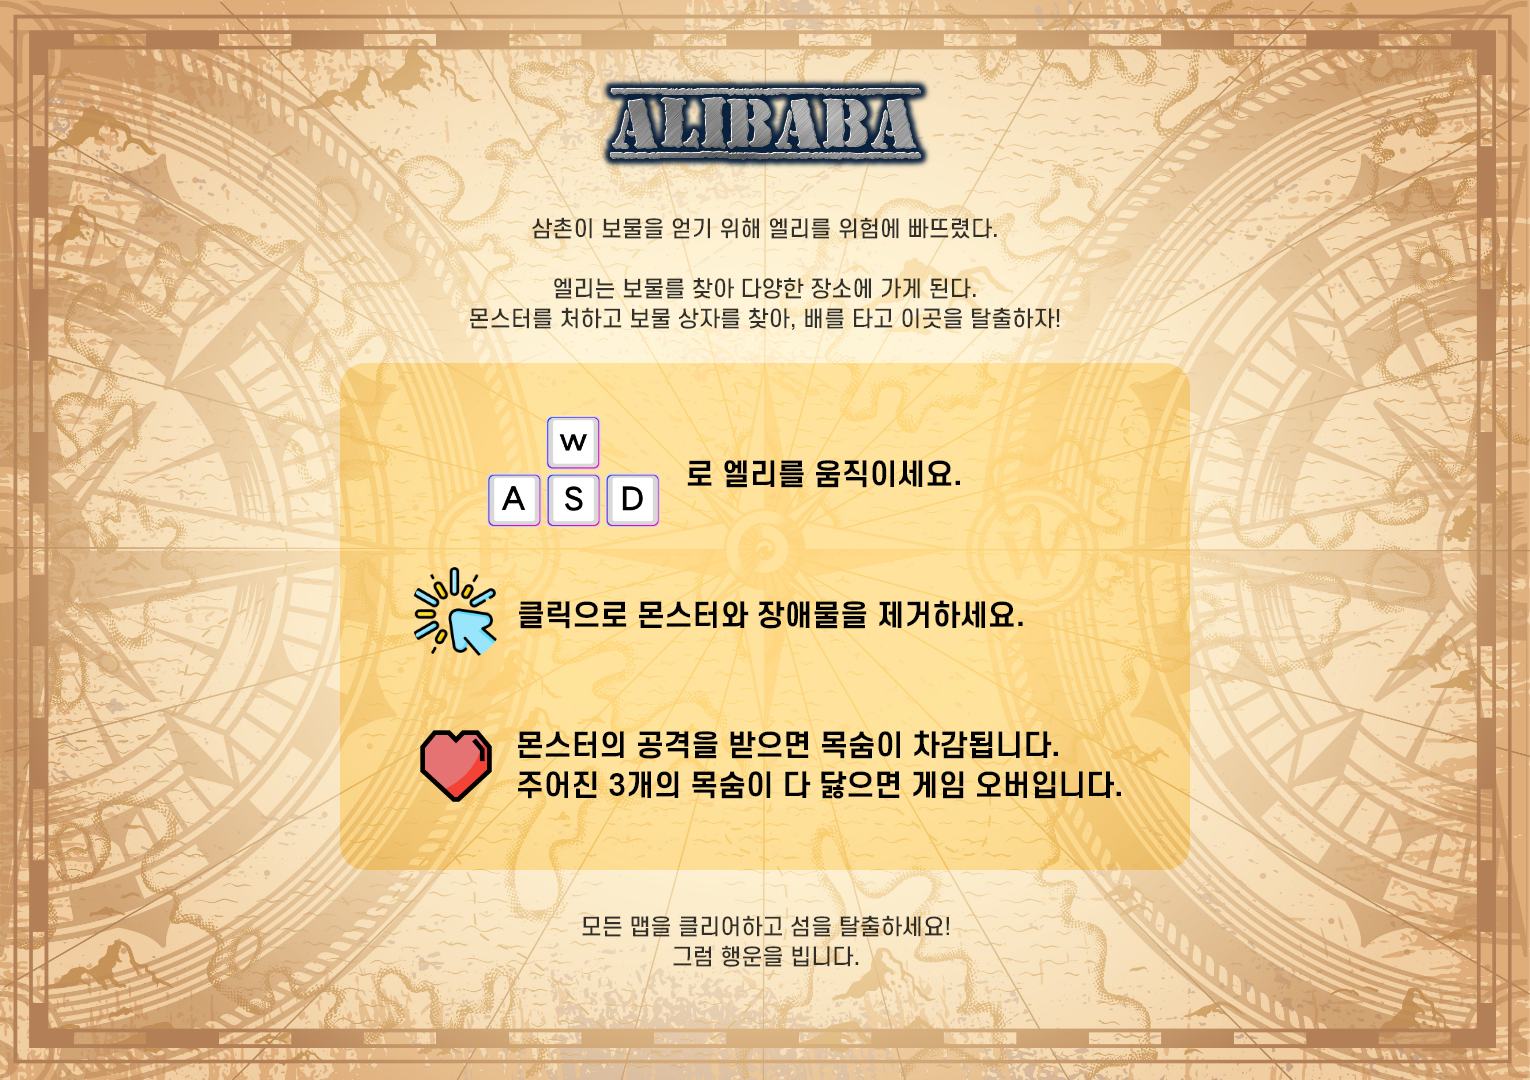 ALIBABA
삼촌이 보물을 얻기 위해 엘리를 위험에 빠뜨렸다.
엘리는 보물를 찾아 다양한 장소에 가게 된다.
몬스터를 처하고 보물 상자를 찾아, 배를 타고 이곳을 탈출하자!
W
A S D 로 엘리를 움직이세요.
클릭으로 몬스터와 장애물을 제거하세요.
몬스터의 공격을 받으면 목숨이 차감됩니다.
주어진 3개의 목숨이 다 닳으면 게임 오버입니다.
모든 맵을 클리어하고 섬을 탈출하세요!
그럼 행운을 빕니다.
W